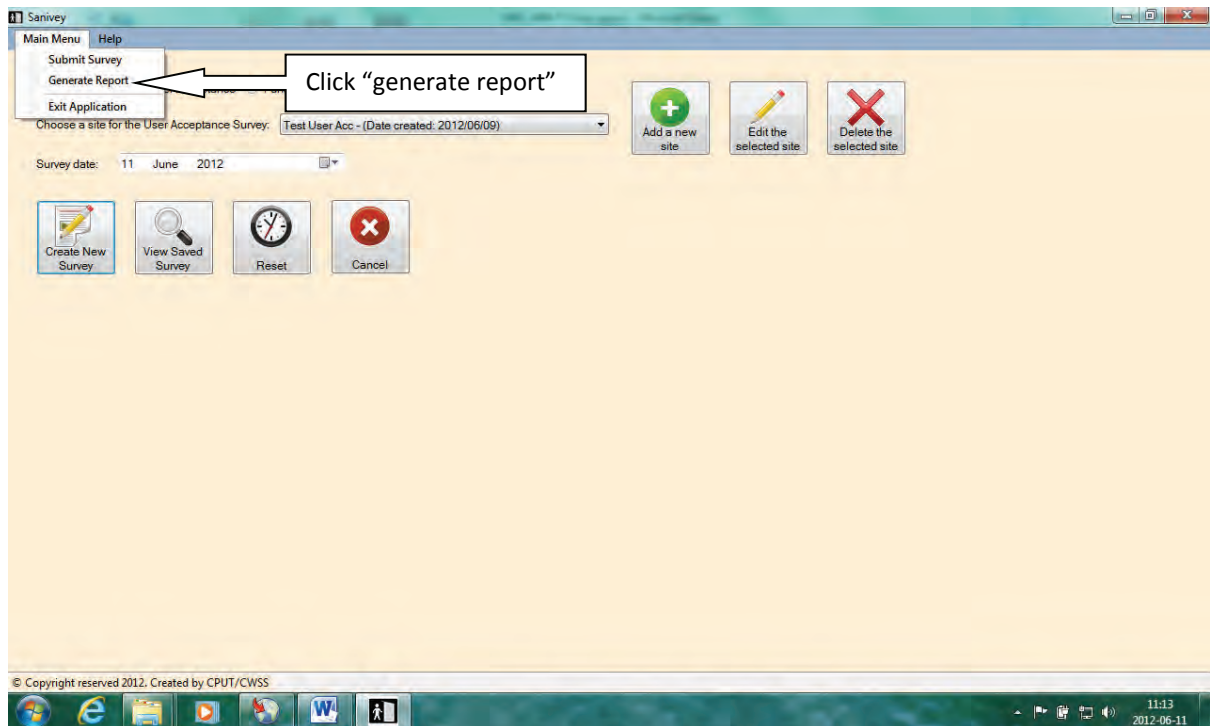 Sanivey
Main Menu Help
Submit Survey
Generate Report
Exit Application
Click “generate report”
Choose a site for the User Acceptance Survey: Test User Acc - (Date created: 2012/06/09)
Add a new
site
Edit the
selected site
Delete the
selected site
Survey date: 11 June 2012
Create New
Survey
View Saved
Survey
Reset
Cancel
© Copyright reserved 2012. Created by CPUT/CWSS
11:13
2012-06-11